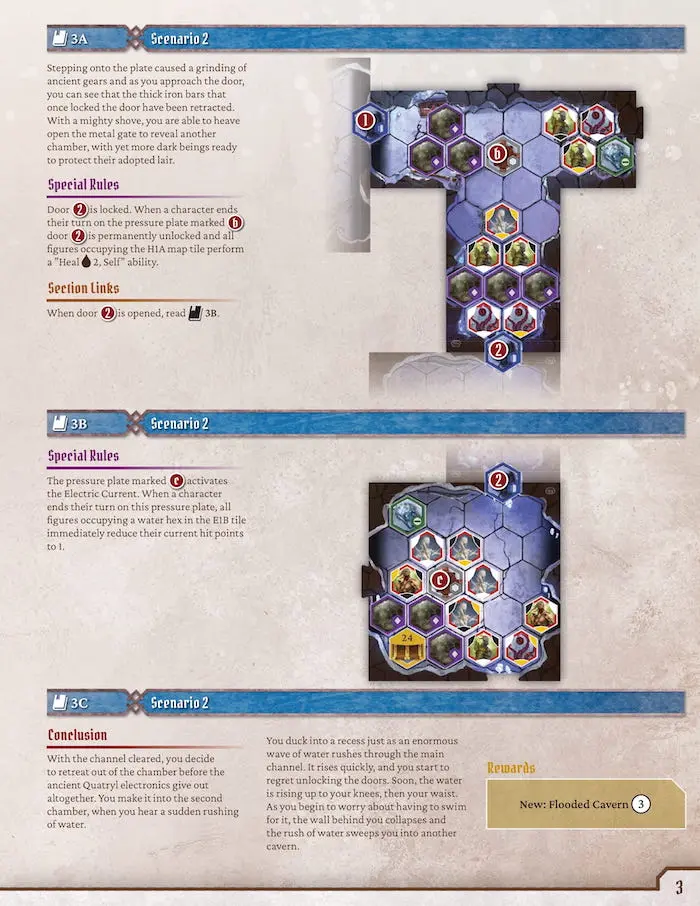 3A Scenario 2
Stepping onto the plate caused a grinding of
ancient gears and as you approach the door,
you can see that the thick iron bars that
once locked the door have been retracted.
With a mighty shove, you are able to heave
open the metal gate to reveal another
chamber, with yet more dark beings ready
to protect their adopted lair.
Special Rules
Door 2 is locked. When a character ends
their turn on the pressure plate marked b
door 2 is permanently unlocked and all
figures occupying the H1A map tile perform
a "Heal 2, Self" ability.
Section Links
When door 2 is opened, read 3B.
1
b
2
3B Scenario 2
Special Rules
The pressure plate marked c activates
the Electric Current. When a character
ends their turn on this pressure plate, all
figures occupying a water hex in the E1B tile
immediately reduce their current hit points
to 1.
2
c
24
3C Scenario 2
Conclusion
With the channel cleared, you decide
to retreat out of the chamber before the
ancient Quatryl electronics give out
altogether. You make it into the second
chamber, when you hear a sudden rushing
of water.
You duck into a recess just as an enormous
wave of water rushes through the main
channel. It rises quickly, and you start to
regret unlocking the doors. Soon, the water
is rising up to your knees, then your waist.
As you begin to worry about having to swim
for it, the wall behind you collapses and
the rush of water sweeps you into another
cavern.
Rewards
New: Flooded Cavern 3
3